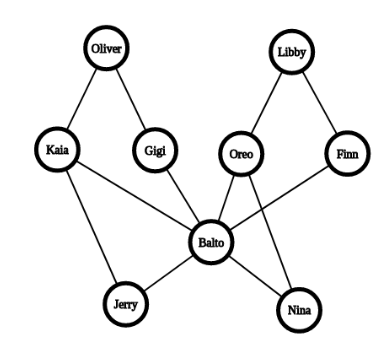 Oliver
Libby
Kaia
Gigi
Oreo
Finn
Balto
Jerry
Nina